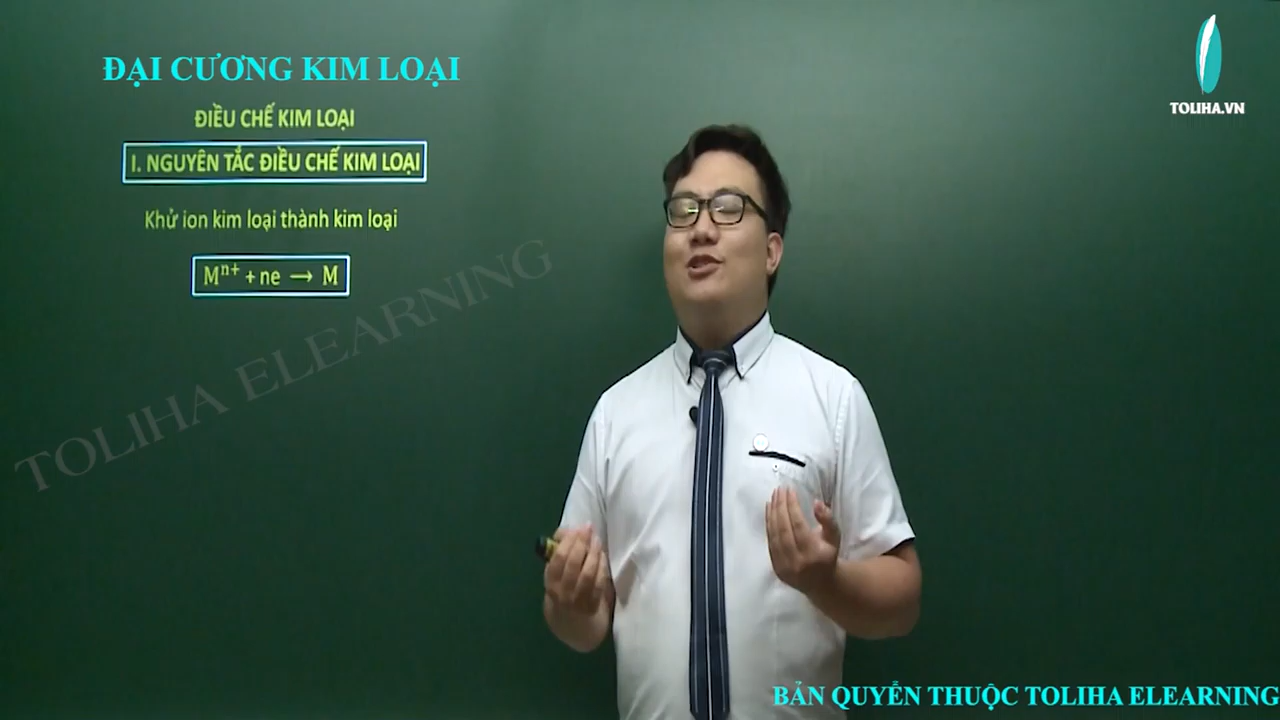 ĐẠI CƯƠNG KIM LOẠI
ĐIỀU CHẾ KIM LOẠI
I. NGUYÊN TẮC ĐIỀU CHẾ KIM LOẠI
Khử ion kim loại thành kim loại
Mⁿ⁺ + ne → M
TOLIHA.VN
TOLIHA ELEARNING
BẢN QUYỀN THUỘC TOLIHA ELEARNING